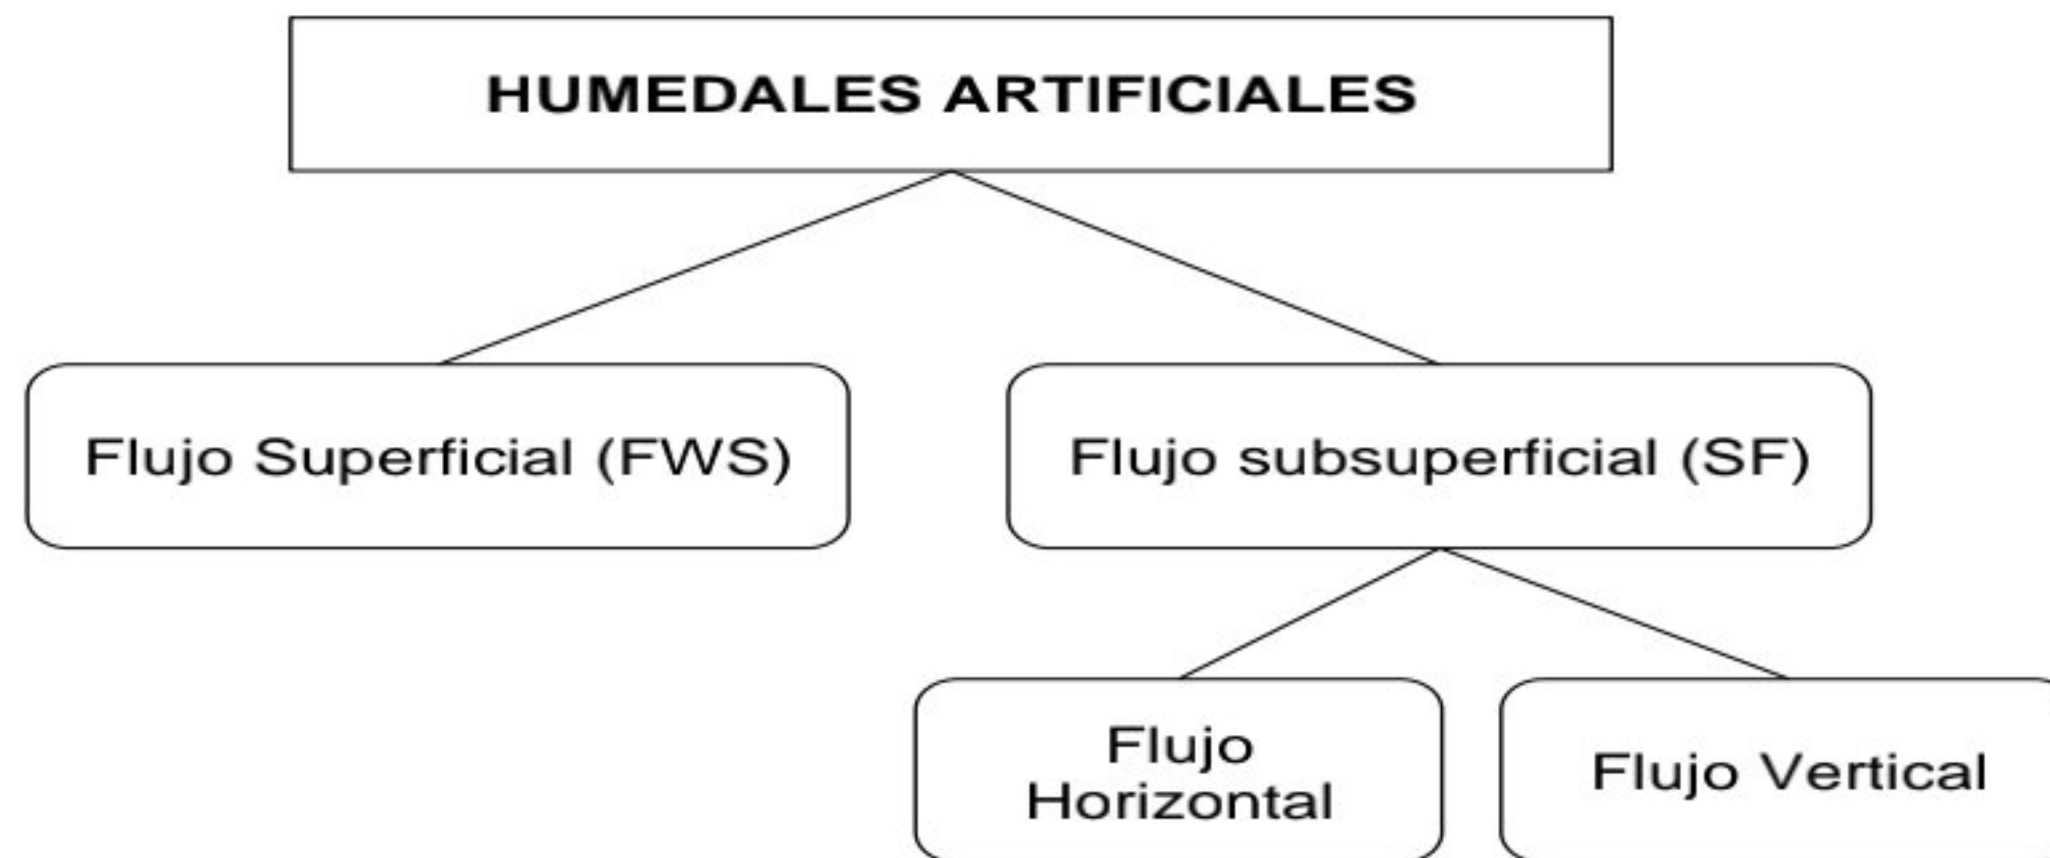 HUMEDALES ARTIFICIALES
Flujo Superficial (FWS)
Flujo subsuperficial (SF)
Flujo
Horizontal
Flujo Vertical